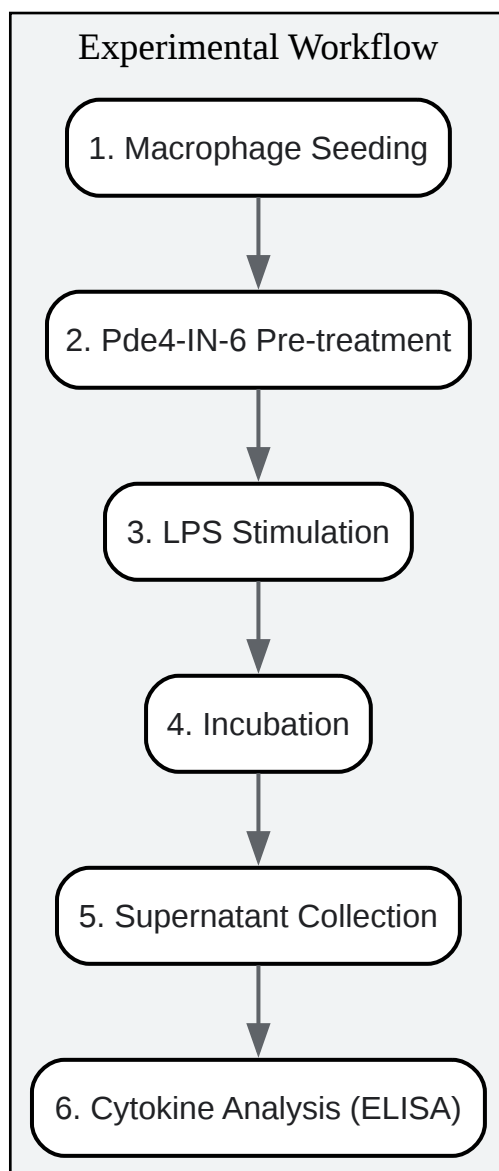 Experimental Workflow
1. Macrophage Seeding
2. Pde4-IN-6 Pre-treatment
3. LPS Stimulation
4. Incubation
5. Supernatant Collection
6. Cytokine Analysis (ELISA)